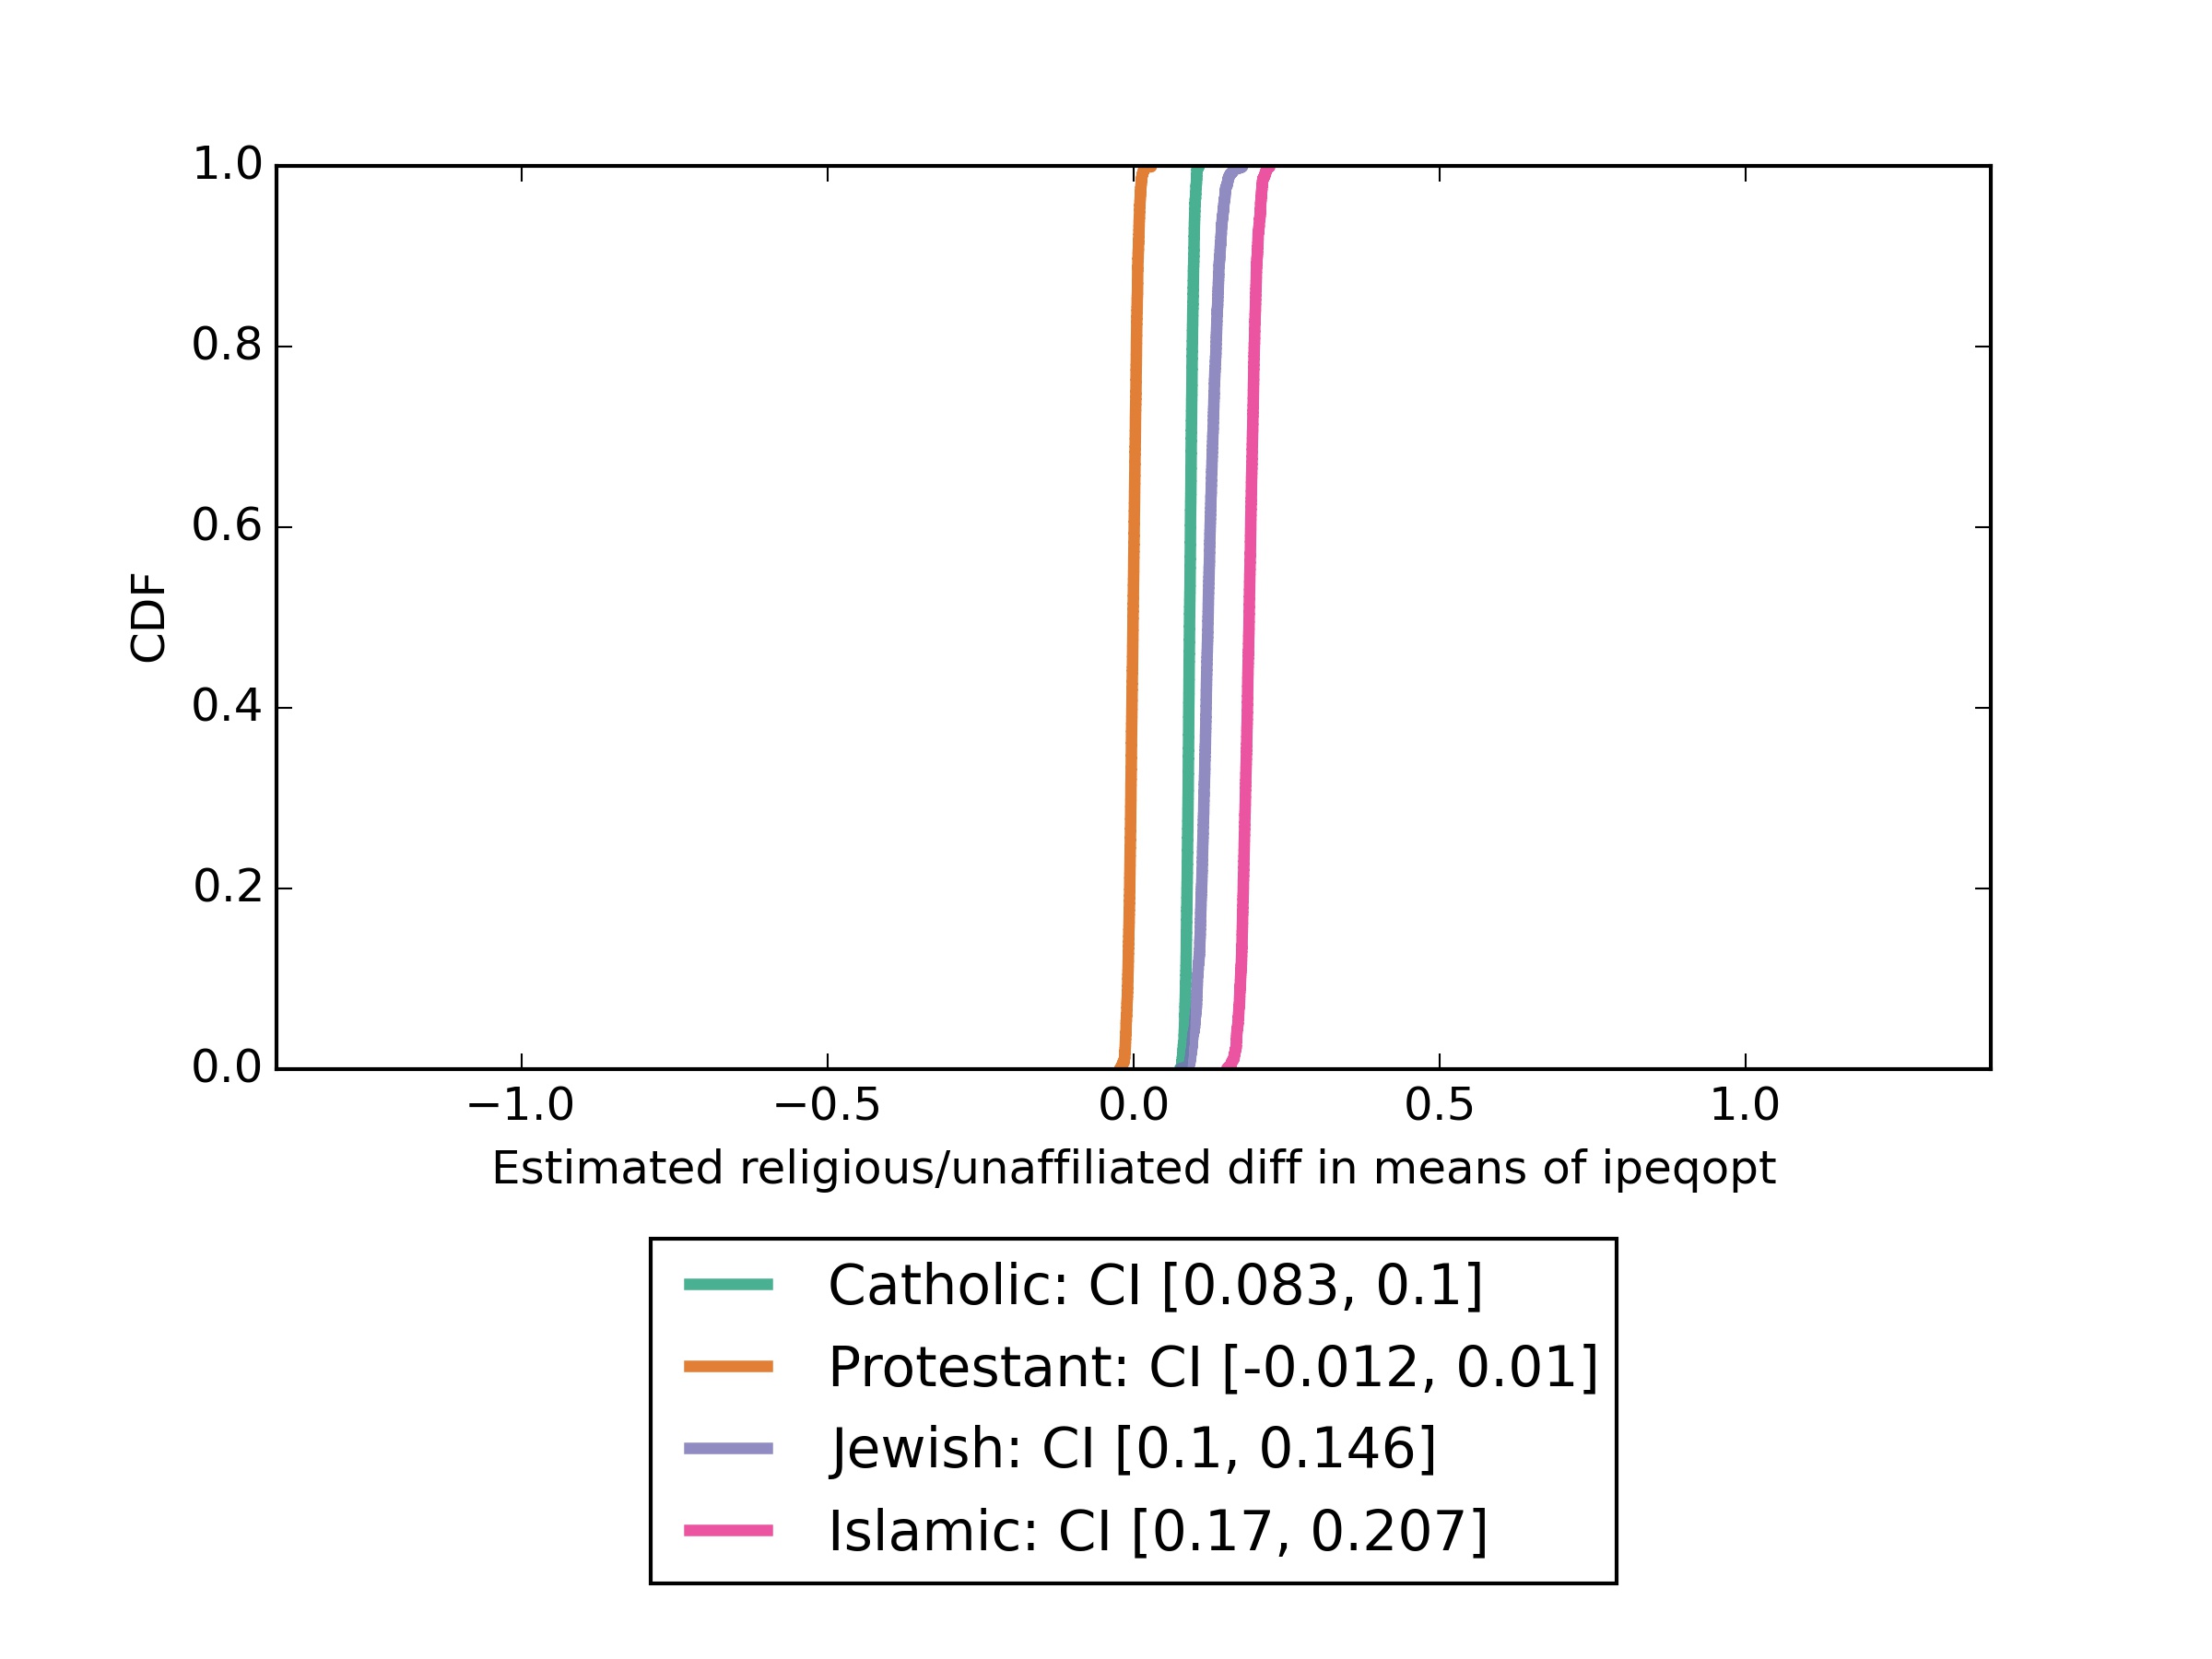 1.0
0.8
0.6
0.4
0.2
0.0
CDF
−1.0 −0.5 0.0 0.5 1.0
Estimated religious/unaffiliated diff in means of ipeqopt
Catholic: CI [0.083, 0.1]
Protestant: CI [-0.012, 0.01]
Jewish: CI [0.1, 0.146]
Islamic: CI [0.17, 0.207]